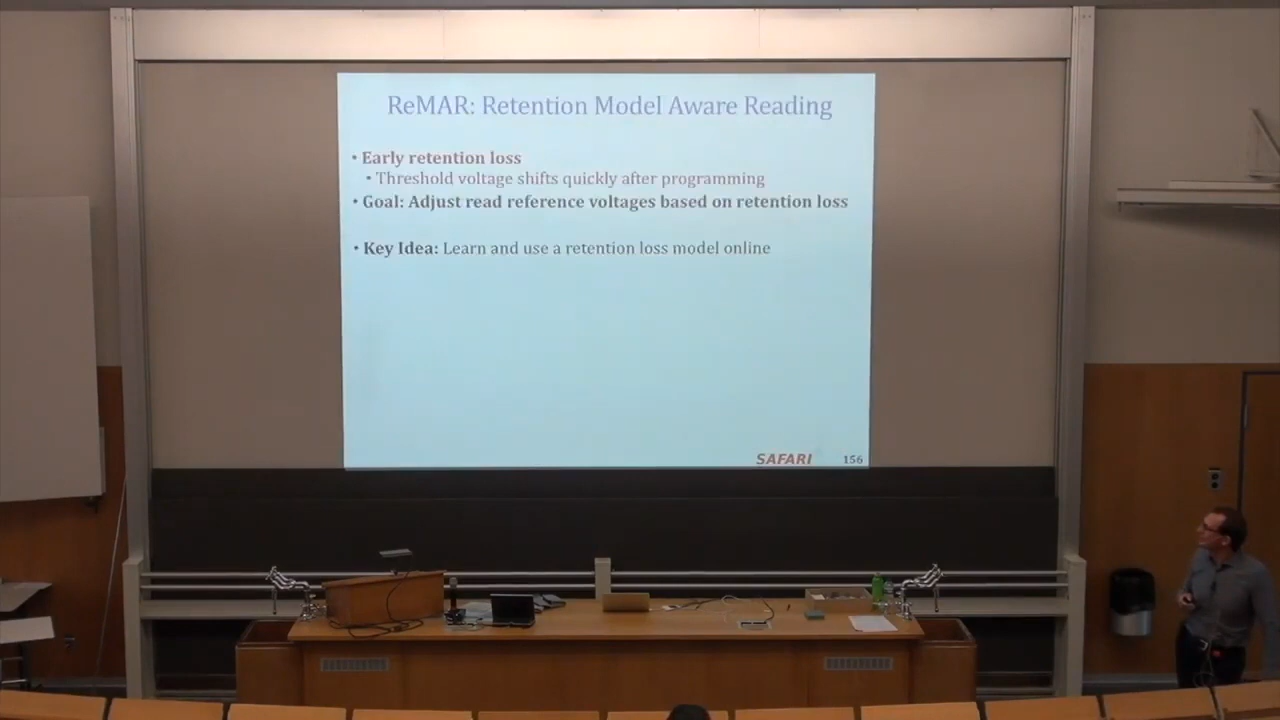 ReMAR: Retention Model Aware Reading
• Early retention loss
• Threshold voltage shifts quickly after programming
• Goal: Adjust read reference voltages based on retention loss
• Key Idea: Learn and use a retention loss model online
SAFARI 156